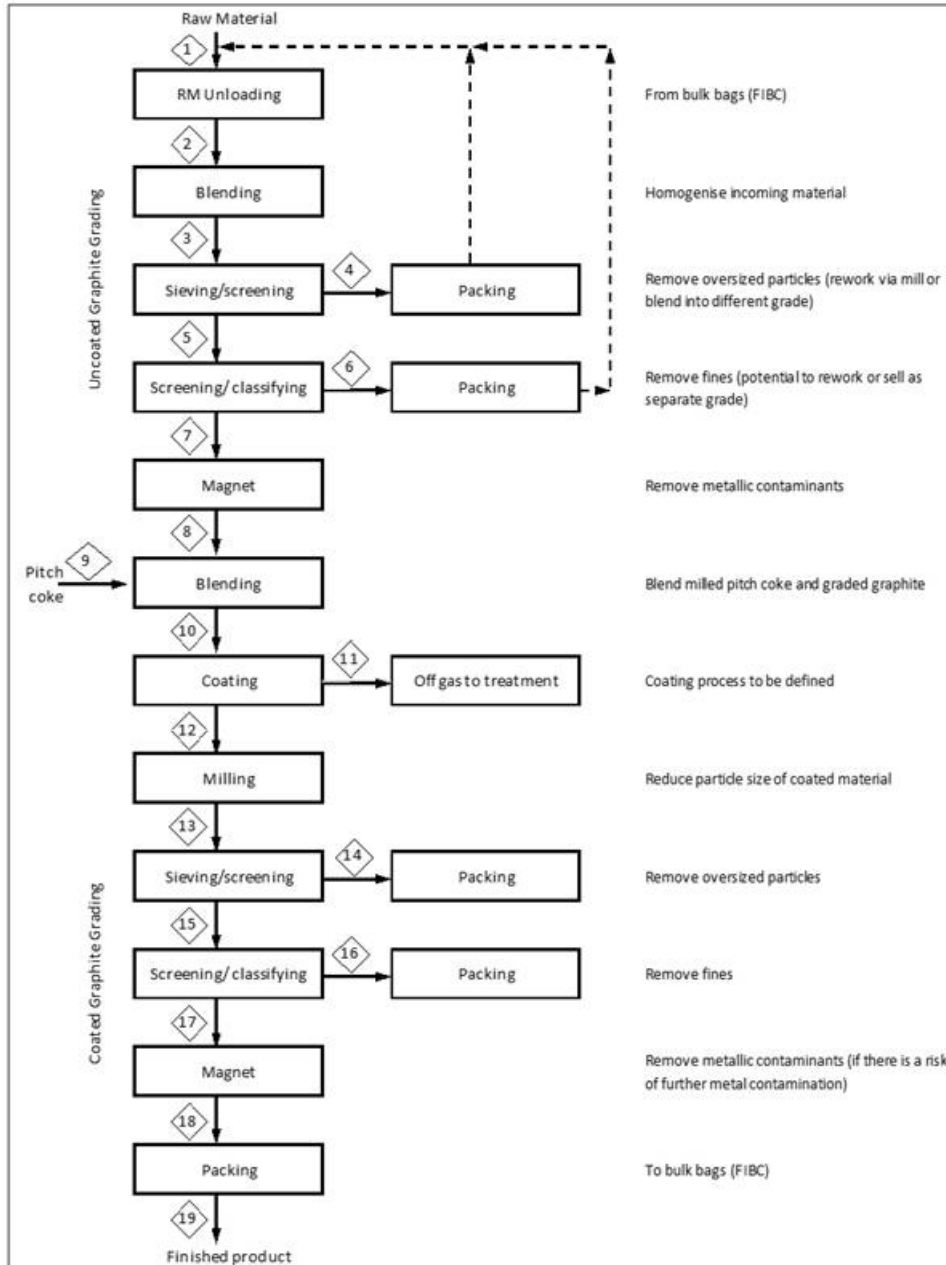 Raw Material
1
RM Unloading
From bulk bags (FIBC)
2
Blending
Homogenise incoming material
Uncoated Graphite Grading
3
4
Sieving/screening
Packing
Remove oversized particles (rework via mill or
blend into different grade)
5
6
Screening/ classifying
Packing
Remove fines (potential to rework or sell as
separate grade)
7
Magnet
Remove metallic contaminants
8
9
Pitch
coke
Blending
Blend milled pitch coke and graded graphite
10
11
Coating
Off gas to treatment
Coating process to be defined
12
Milling
Reduce particle size of coated material
13
14
Sieving/screening
Packing
Remove oversized particles
Coated Graphite Grading
15
16
Screening/ classifying
Packing
Remove fines
17
Magnet
Remove metallic contaminants (if there is a risk
of further metal contamination)
18
Packing
To bulk bags (FIBC)
19
Finished product